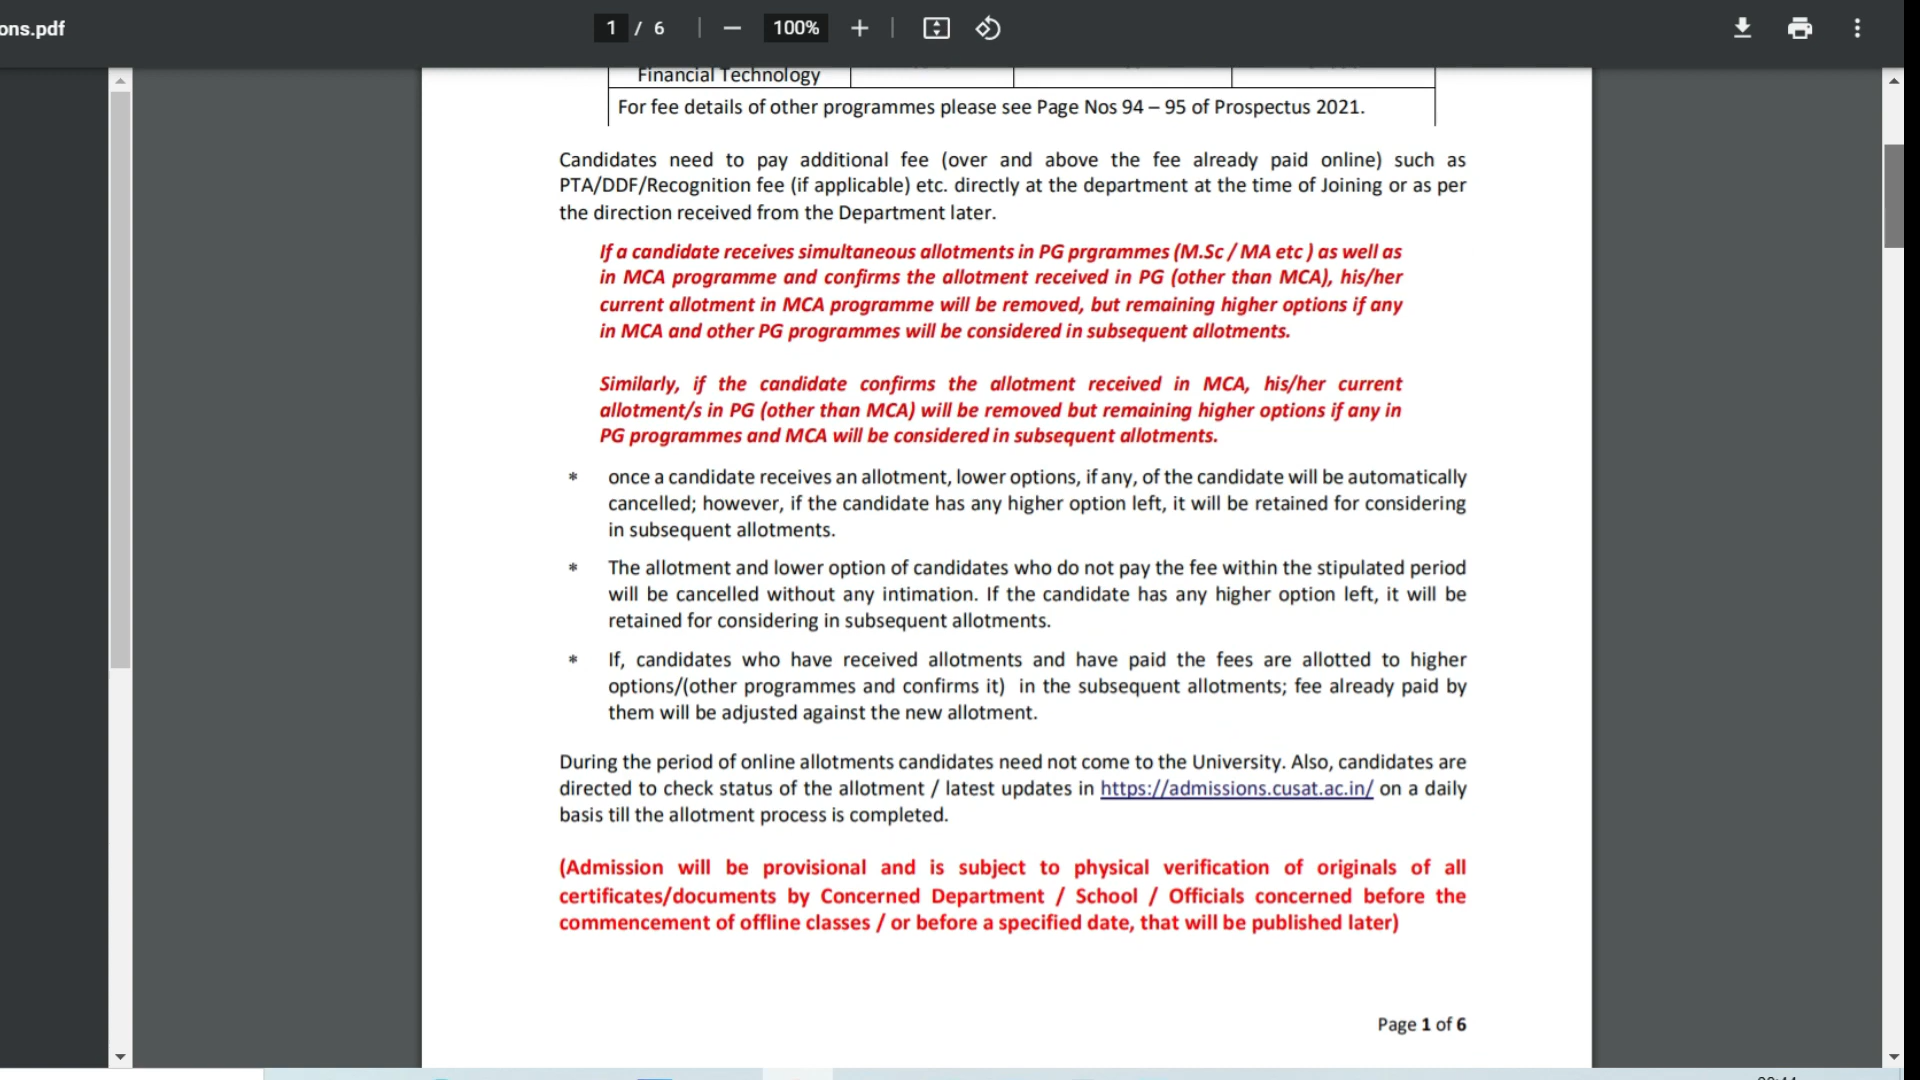 ons.pdf
1 / 6
100%
Financial Technology
For fee details of other programmes please see Page Nos 94 – 95 of Prospectus 2021.
Candidates need to pay additional fee (over and above the fee already paid online) such as
PTA/DDF/Recognition fee (if applicable) etc. directly at the department at the time of Joining or as per
the direction received from the Department later.
If a candidate receives simultaneous allotments in PG prgrammes (M.Sc / MA etc ) as well as
in MCA programme and confirms the allotment received in PG (other than MCA), his/her
current allotment in MCA programme will be removed, but remaining higher options if any
in MCA and other PG programmes will be considered in subsequent allotments.
Similarly, if the candidate confirms the allotment received in MCA, his/her current
allotment/s in PG (other than MCA) will be removed but remaining higher options if any in
PG programmes and MCA will be considered in subsequent allotments.
* once a candidate receives an allotment, lower options, if any, of the candidate will be automatically
cancelled; however, if the candidate has any higher option left, it will be retained for considering
in subsequent allotments.
* The allotment and lower option of candidates who do not pay the fee within the stipulated period
will be cancelled without any intimation. If the candidate has any higher option left, it will be
retained for considering in subsequent allotments.
* If, candidates who have received allotments and have paid the fees are allotted to higher
options/(other programmes and confirms it) in the subsequent allotments; fee already paid by
them will be adjusted against the new allotment.
During the period of online allotments candidates need not come to the University. Also, candidates are
directed to check status of the allotment / latest updates in https://admissions.cusat.ac.in/ on a daily
basis till the allotment process is completed.
(Admission will be provisional and is subject to physical verification of originals of all
certificates/documents by Concerned Department / School / Officials concerned before the
commencement of offline classes / or before a specified date, that will be published later)
Page 1 of 6